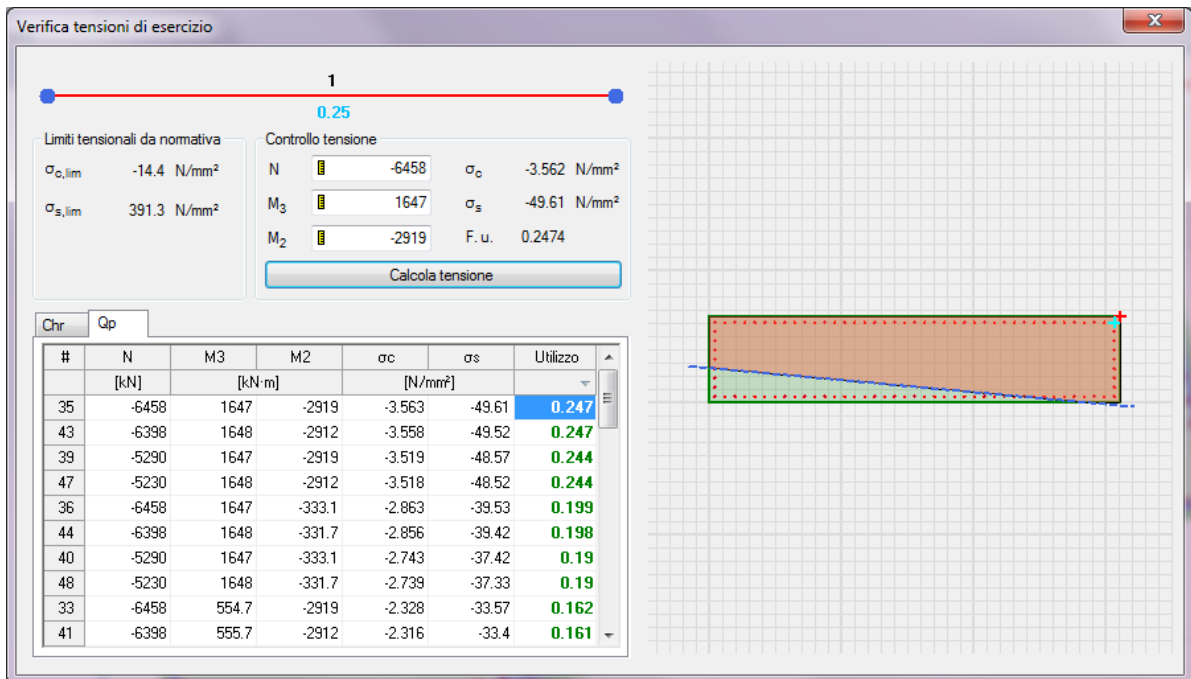 Verifica tensioni di esercizio
x
1
0.25
Limiti tensionali da normativa
σc,lim -14.4 N/mm²
σs,lim 391.3 N/mm²
Controllo tensione
N -6458 σc -3.562 N/mm²
M3 1647 σs -49.61 N/mm²
M2 -2919 F. u. 0.2474
Calcola tensione
Chr Qp
# N M3 M2 σc σs Utilizzo
[kN] [kN·m] [N/mm²]
35 -6458 1647 -2919 -3.563 -49.61 0.247
43 -6398 1648 -2912 -3.558 -49.52 0.247
39 -5290 1647 -2919 -3.519 -48.57 0.244
47 -5230 1648 -2912 -3.518 -48.52 0.244
36 -6458 1647 -333.1 -2.863 -39.53 0.199
44 -6398 1648 -331.7 -2.856 -39.42 0.198
40 -5290 1647 -333.1 -2.743 -37.42 0.19
48 -5230 1648 -331.7 -2.739 -37.33 0.19
33 -6458 554.7 -2919 -2.328 -33.57 0.162
41 -6398 555.7 -2912 -2.316 -33.4 0.161